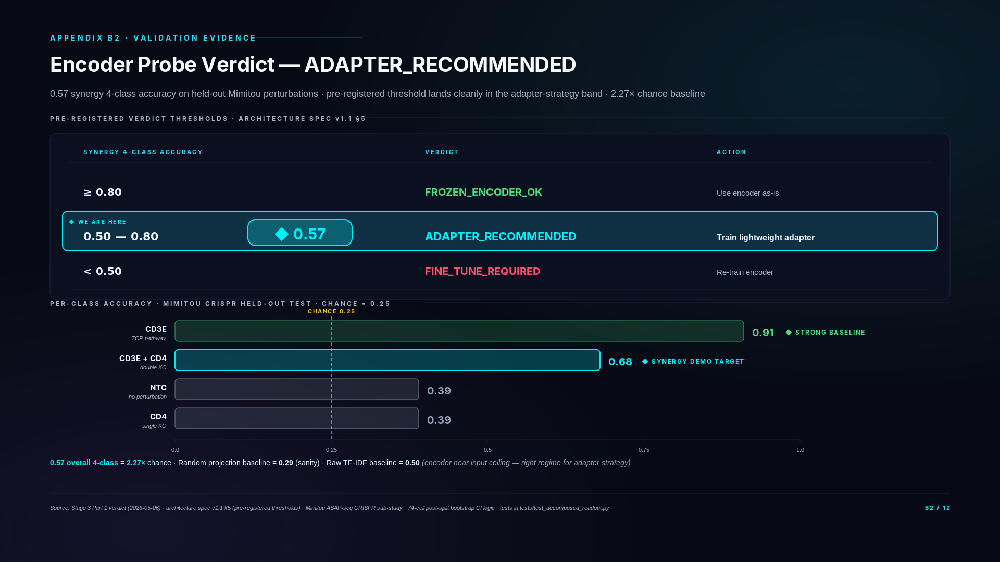 APPENDIX B2 · VALIDATION EVIDENCE
Encoder Probe Verdict — ADAPTER_RECOMMENDED
0.57 synergy 4-class accuracy on held-out Mimitou perturbations · pre-registered threshold lands cleanly in the adapter-strategy band · 2.27× chance baseline
PRE-REGISTERED VERDICT THRESHOLDS · ARCHITECTURE SPEC v1.1 §5
SYNERGY 4-CLASS ACCURACY VERDICT ACTION
≥ 0.80 FROZEN_ENCODER_OK Use encoder as-is
◆ WE ARE HERE
0.50 — 0.80 ◆ 0.57 ADAPTER_RECOMMENDED Train lightweight adapter
< 0.50 FINE_TUNE_REQUIRED Re-train encoder
PER-CLASS ACCURACY · MIMITOU CRISPR HELD-OUT TEST · CHANCE = 0.25
CHANCE 0.25
CD3E 0.91 ◆ STRONG BASELINE
TCR pathway
CD3E + CD4 0.68 ◆ SYNERGY DEMO TARGET
double KO
NTC 0.39
no perturbation
CD4 0.39
single KO
0.0 0.25 0.5 0.75 1.0
0.57 overall 4-class = 2.27× chance · Random projection baseline = 0.29 (sanity) · Raw TF-IDF baseline = 0.50 (encoder near input ceiling — right regime for adapter strategy)
Source: Stage 3 Part 1 verdict (2026-05-06) · architecture spec v1.1 §5 (pre-registered thresholds) · Mimitou ASAP-seq CRISPR sub-study · 74-cell post-split bootstrap CI logic · tests in tests/test_decomposed_readout.py
B2 / 12